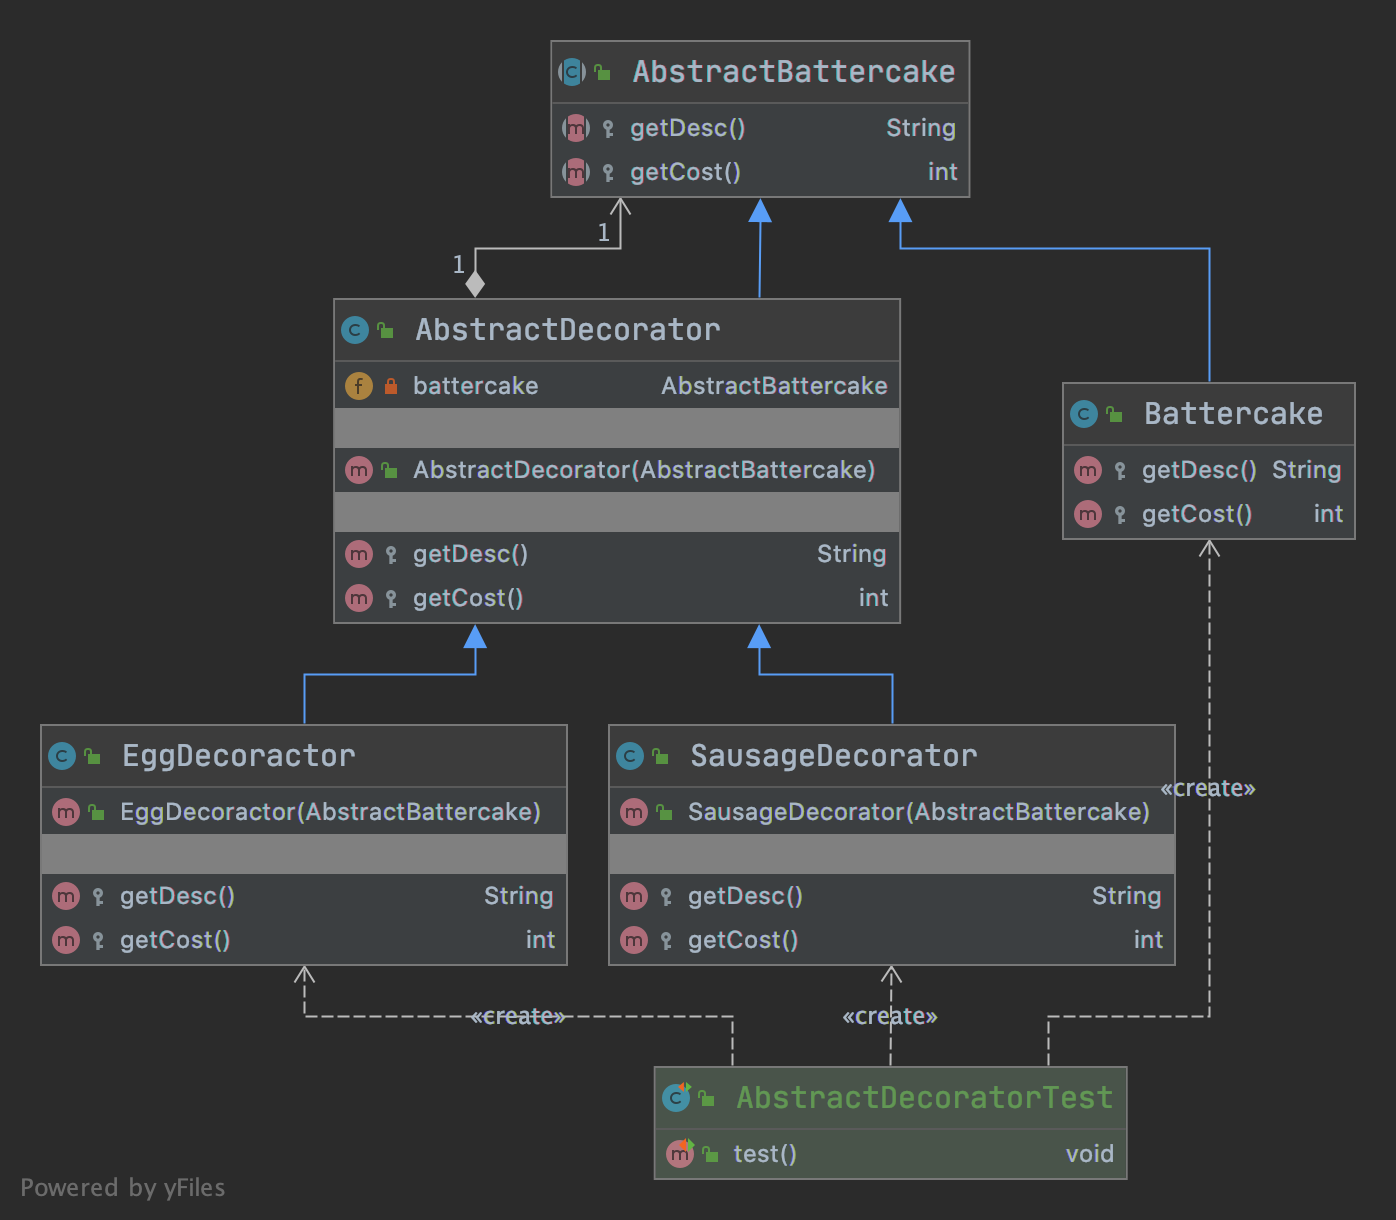 AbstractBattercake
getDesc() String
getCost() int
1
1
AbstractDecorator
battercake AbstractBattercake
AbstractDecorator(AbstractBattercake)
getDesc() String
getCost() int
Battercake
getDesc() String
getCost() int
EggDecoractor
EggDecoractor(AbstractBattercake)
getDesc() String
getCost() int
SausageDecorator
SausageDecorator(AbstractBattercake)
getDesc() String
getCost() int
«create»
«create»
«create»
AbstractDecoratorTest
test() void
Powered by yFiles